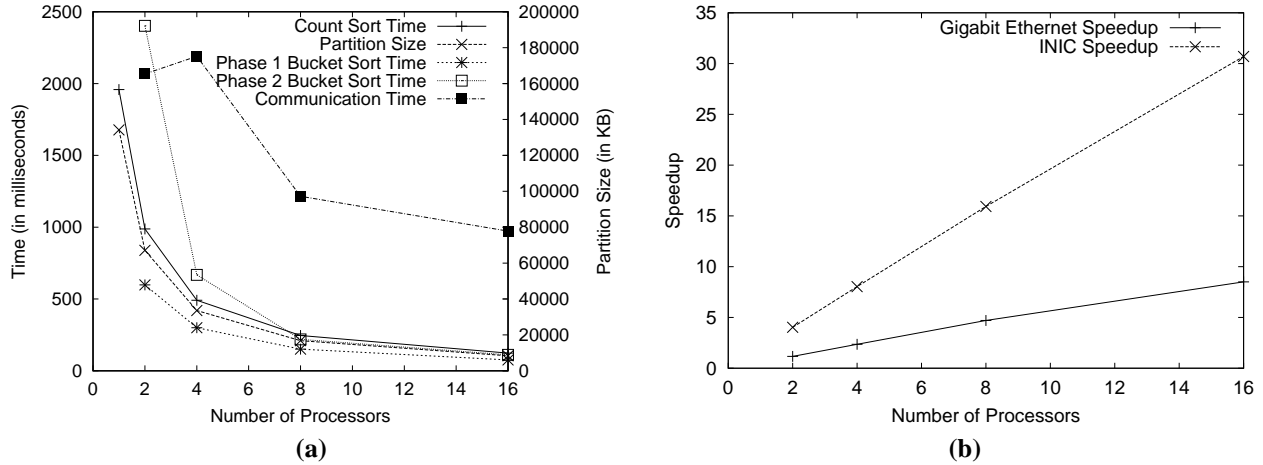 2500
2000
1500
1000
500
0
Time (in milliseconds)
0 2 4 6 8 10 12 14 16
Number of Processors
200000
180000
160000
140000
120000
100000
80000
60000
40000
20000
0
Partition Size (in KB)
Count Sort Time
Partition Size
Phase 1 Bucket Sort Time
Phase 2 Bucket Sort Time
Communication Time
(a)
35
30
25
20
15
10
5
0
Speedup
0 2 4 6 8 10 12 14 16
Number of Processors
Gigabit Ethernet Speedup
INIC Speedup
(b)